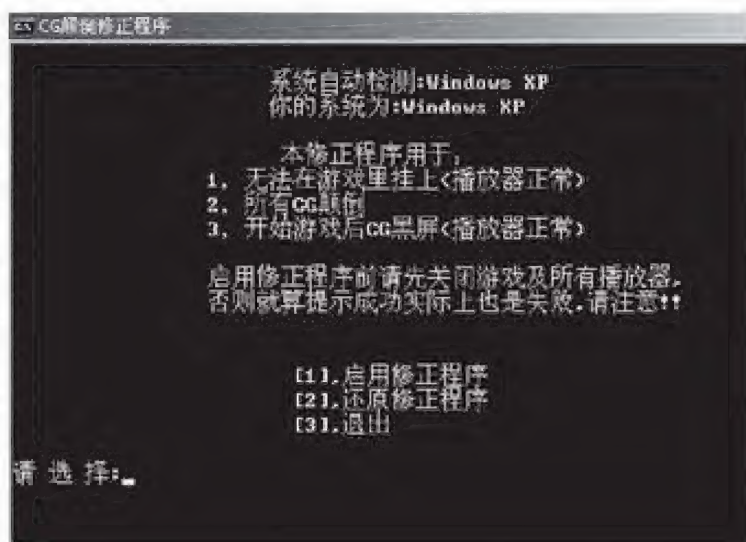 CG颠倒修正程序
系统自动检测:Windows XP
你的系统为:Windows XP
本修正程序用于:
1, 无法在游戏里挂上(播放器正常)
2, 所有CG颠倒
3, 开始游戏后CG黑屏(播放器正常)
启用修正程序前请先关闭游戏及所有播放器,
否则就算提示成功实际上也是失败,请注意!!
[1].启用修正程序
[2].还原修正程序
[3].退出
请 选 择: